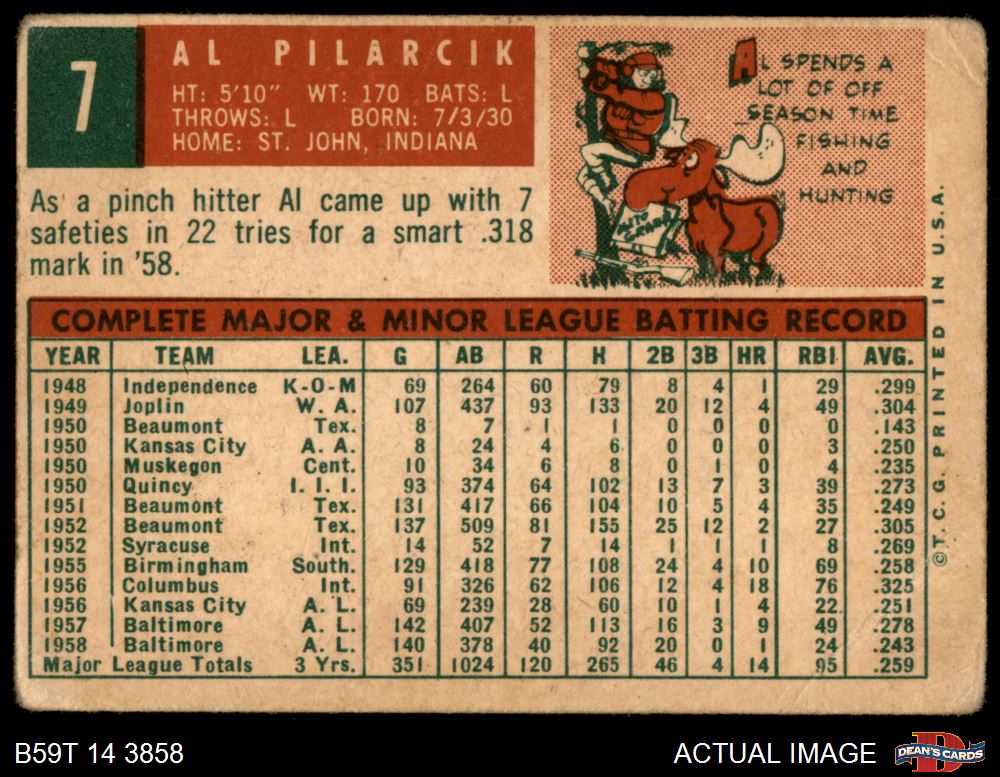 7
AL PILARCIK
HT: 5'10" WT: 170 BATS: L
THROWS: L BORN: 7/3/30
HOME: ST. JOHN, INDIANA
AL SPENDS A
LOT OF OFF
SEASON TIME
FISHING
AND
HUNTING
As a pinch hitter Al came up with 7
safeties in 22 tries for a smart .318
mark in '58.
COMPLETE MAJOR & MINOR LEAGUE BATTING RECORD
YEAR TEAM LEA. G AB R H 2B 3B HR RBI AVG.
1948 Independence K-O-M 69 264 60 79 8 4 1 29 .299
1949 Joplin W. A. 107 437 93 133 20 12 4 49 .304
1950 Beaumont Tex. 8 7 1 1 0 0 0 0 .143
1950 Kansas City A. A. 8 24 4 6 0 0 0 3 .250
1950 Muskegon Cent. 10 34 6 8 0 1 0 4 .235
1950 Quincy I. I. I. 93 374 64 102 13 7 3 39 .273
1951 Beaumont Tex. 131 417 66 104 10 5 4 35 .249
1952 Beaumont Tex. 137 509 81 155 25 12 2 27 .305
1952 Syracuse Int. 14 52 7 14 1 1 1 8 .269
1955 Birmingham South. 129 418 77 108 24 4 10 69 .258
1956 Columbus Int. 91 326 62 106 12 4 18 76 .325
1956 Kansas City A. L. 69 239 28 60 10 1 4 22 .251
1957 Baltimore A. L. 142 407 52 113 16 3 9 49 .278
1958 Baltimore A. L. 140 378 40 92 20 0 1 24 .243
Major League Totals 3 Yrs. 351 1024 120 265 46 4 14 95 .259
©T.C.G. PRINTED IN U.S.A.
B59T 14 3858
ACTUAL IMAGE
DEAN'S CARDS